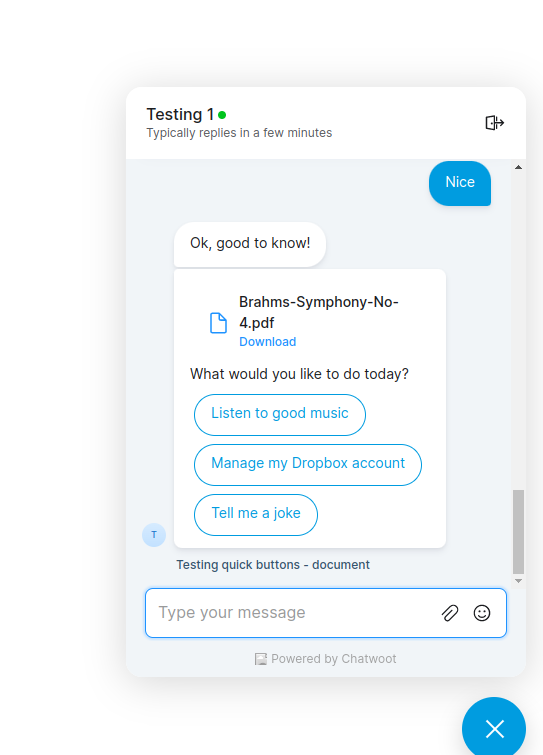 Testing 1
Typically replies in a few minutes
Nice
Ok, good to know!
Brahms-Symphony-No-
4.pdf
Download
What would you like to do today?
Listen to good music
Manage my Dropbox account
Tell me a joke
T
Testing quick buttons - document
Type your message
Powered by Chatwoot